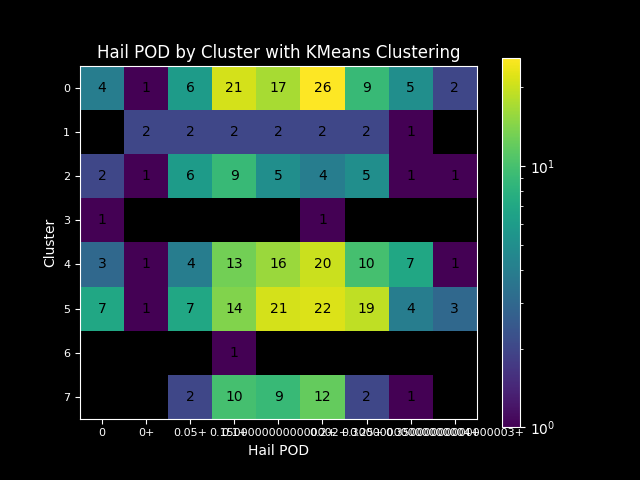 Hail POD by Cluster with KMeans Clustering
0 4 1 6 21 17 26 9 5 2
1 2 2 2 2 2 2 1
2 2 1 6 9 5 4 5 1 1
3 1 1
4 3 1 4 13 16 20 10 7 1
5 7 1 7 14 21 22 19 4 3
6 1
7 2 10 9 12 2 1
Cluster
0 0+ 0.05+
Hail POD
10¹
10⁰